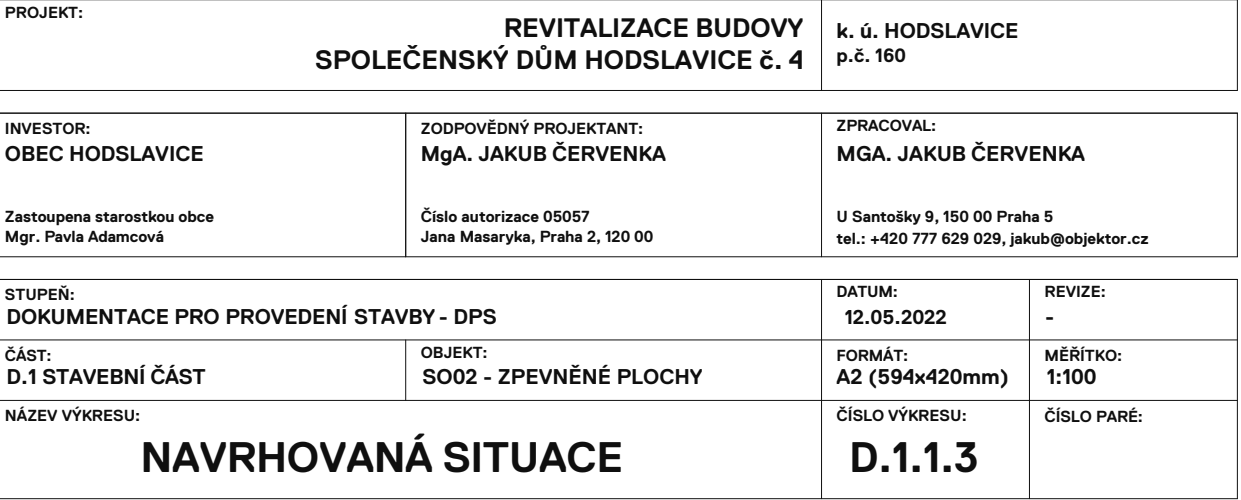 PROJEKT:
REVITALIZACE BUDOVY
SPOLEČENSKÝ DŮM HODSLAVICE č. 4
k. ú. HODSLAVICE
p.č. 160
INVESTOR:
OBEC HODSLAVICE
Zastoupena starostkou obce
Mgr. Pavla Adamcová
ZODPOVĚDNÝ PROJEKTANT:
MgA. JAKUB ČERVENKA
Číslo autorizace 05057
Jana Masaryka, Praha 2, 120 00
ZPRACOVAL:
MGA. JAKUB ČERVENKA
U Santošky 9, 150 00 Praha 5
tel.: +420 777 629 029, jakub@objektor.cz
STUPEŇ:
DOKUMENTACE PRO PROVEDENÍ STAVBY - DPS
DATUM:
12.05.2022
REVIZE:
-
ČÁST:
D.1 STAVEBNÍ ČÁST
OBJEKT:
SO02 - ZPEVNĚNÉ PLOCHY
FORMÁT:
A2 (594x420mm)
MĚŘÍTKO:
1:100
NÁZEV VÝKRESU:
NAVRHOVANÁ SITUACE
ČÍSLO VÝKRESU:
D.1.1.3
ČÍSLO PARÉ: